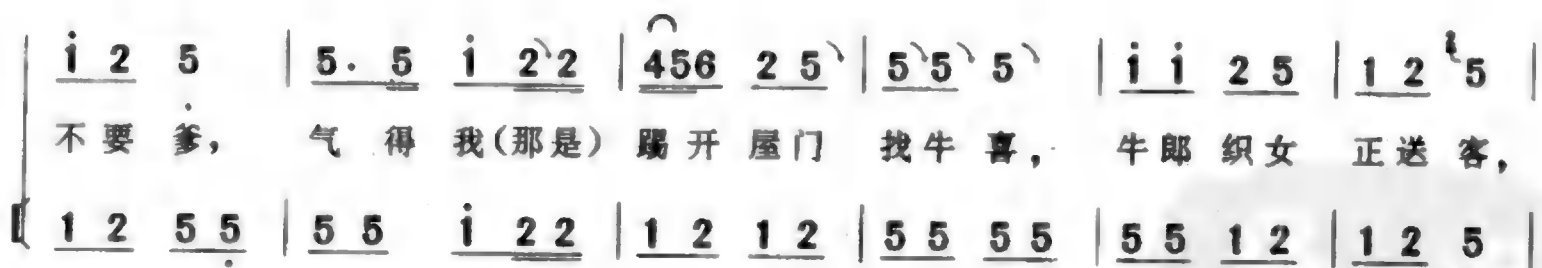 i 2 5 | 5. 5 i 2 2 | 456 2 5 | 5 5 5 | i i 2 5 | 1 2 5 |
不要爹， 气得 我(那是) 踢开 屋门 找牛喜， 牛郎 织女 正送客，
1 2 5 5 | 5 5 i 2 2 | 1 2 1 2 | 5 5 5 5 | 5 5 1 2 | 1 2 5 |